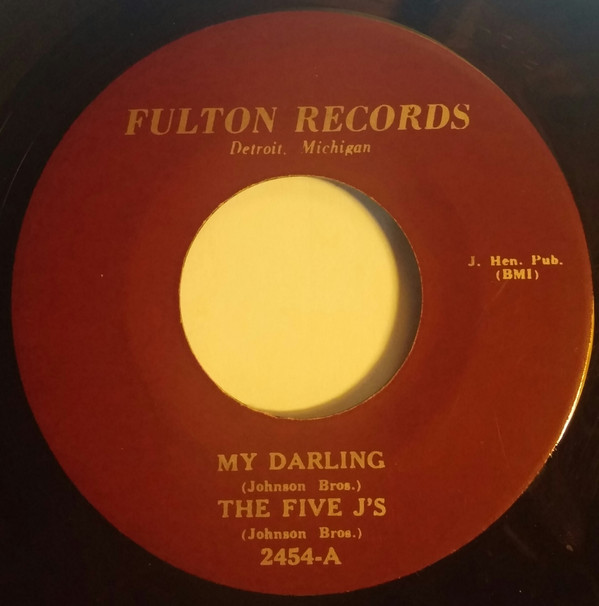 FULTON RECORDS
Detroit, Michigan
J. Hen. Pub.
(BMI)
MY DARLING
(Johnson Bros.)
THE FIVE J'S
(Johnson Bros.)
2454-A